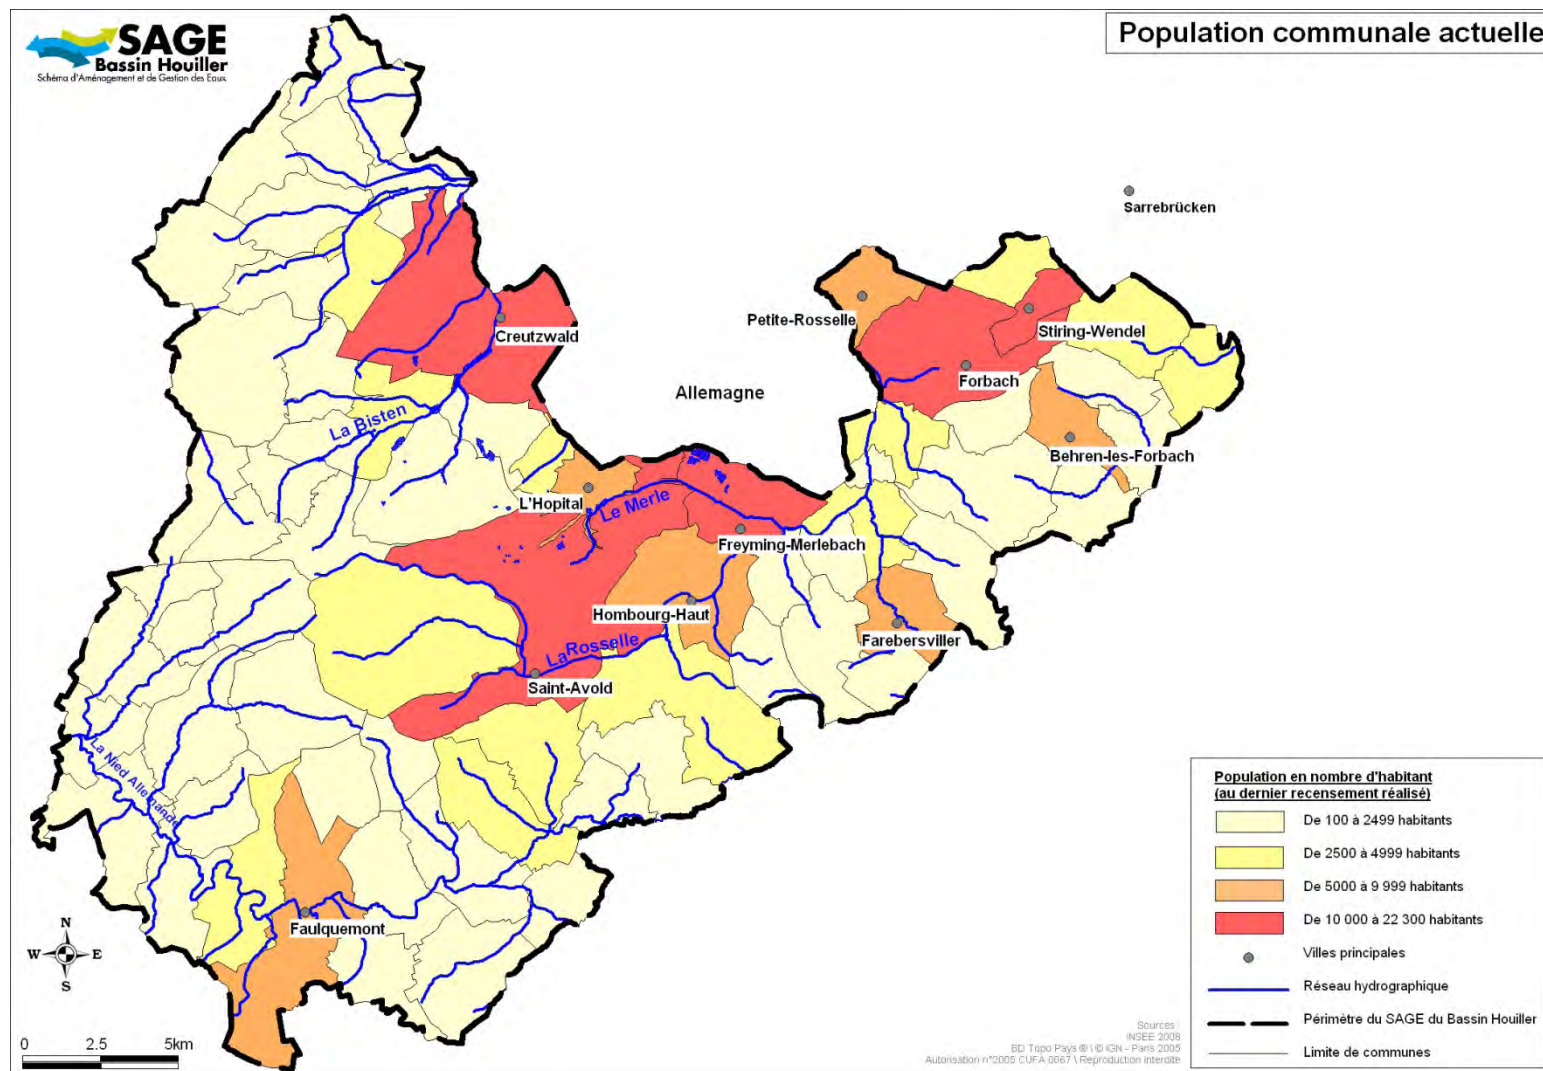 SAGE
Bassin Houiller
Schéma d'Aménagement et de Gestion des Eaux
Population communale actuelle
Sarrebrücken
Petite-Rosselle
Stiring-Wendel
Creutzwald
Forbach
Allemagne
La Bisten
Behren-les-Forbach
L'Hopital
Le Merle
Freyming-Merlebach
Hombourg-Haut
Farebersviller
La Rosselle
Saint-Avold
La Nied Allemande
Faulquemont
N
W E
S
0 2.5 5km
Population en nombre d'habitant
(au dernier recensement réalisé)
De 100 à 2499 habitants
De 2500 à 4999 habitants
De 5000 à 9 999 habitants
De 10 000 à 22 300 habitants
Villes principales
Réseau hydrographique
Périmètre du SAGE du Bassin Houiller
Limite de communes
Sources :
INSEE 2008
BD Topo Pays ® \ © IGN - Paris 2005
Autorisation n°2005 CUFA 0067 \ Reproduction interdite